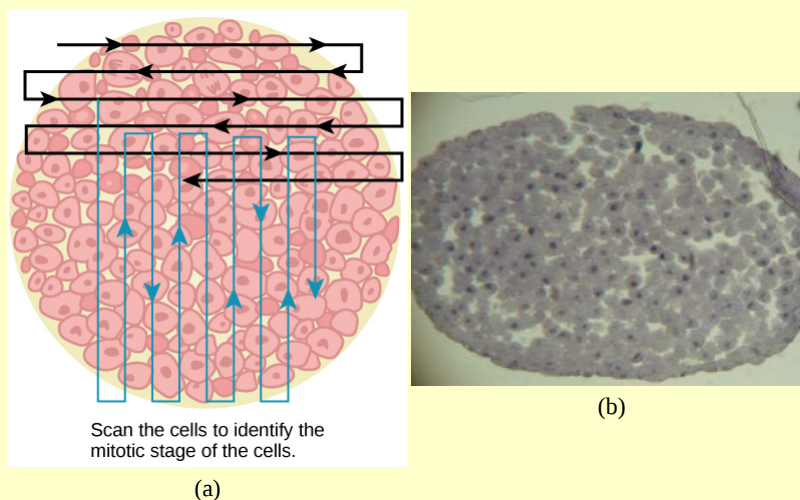 Scan the cells to identify the
mitotic stage of the cells.
(a)
(b)